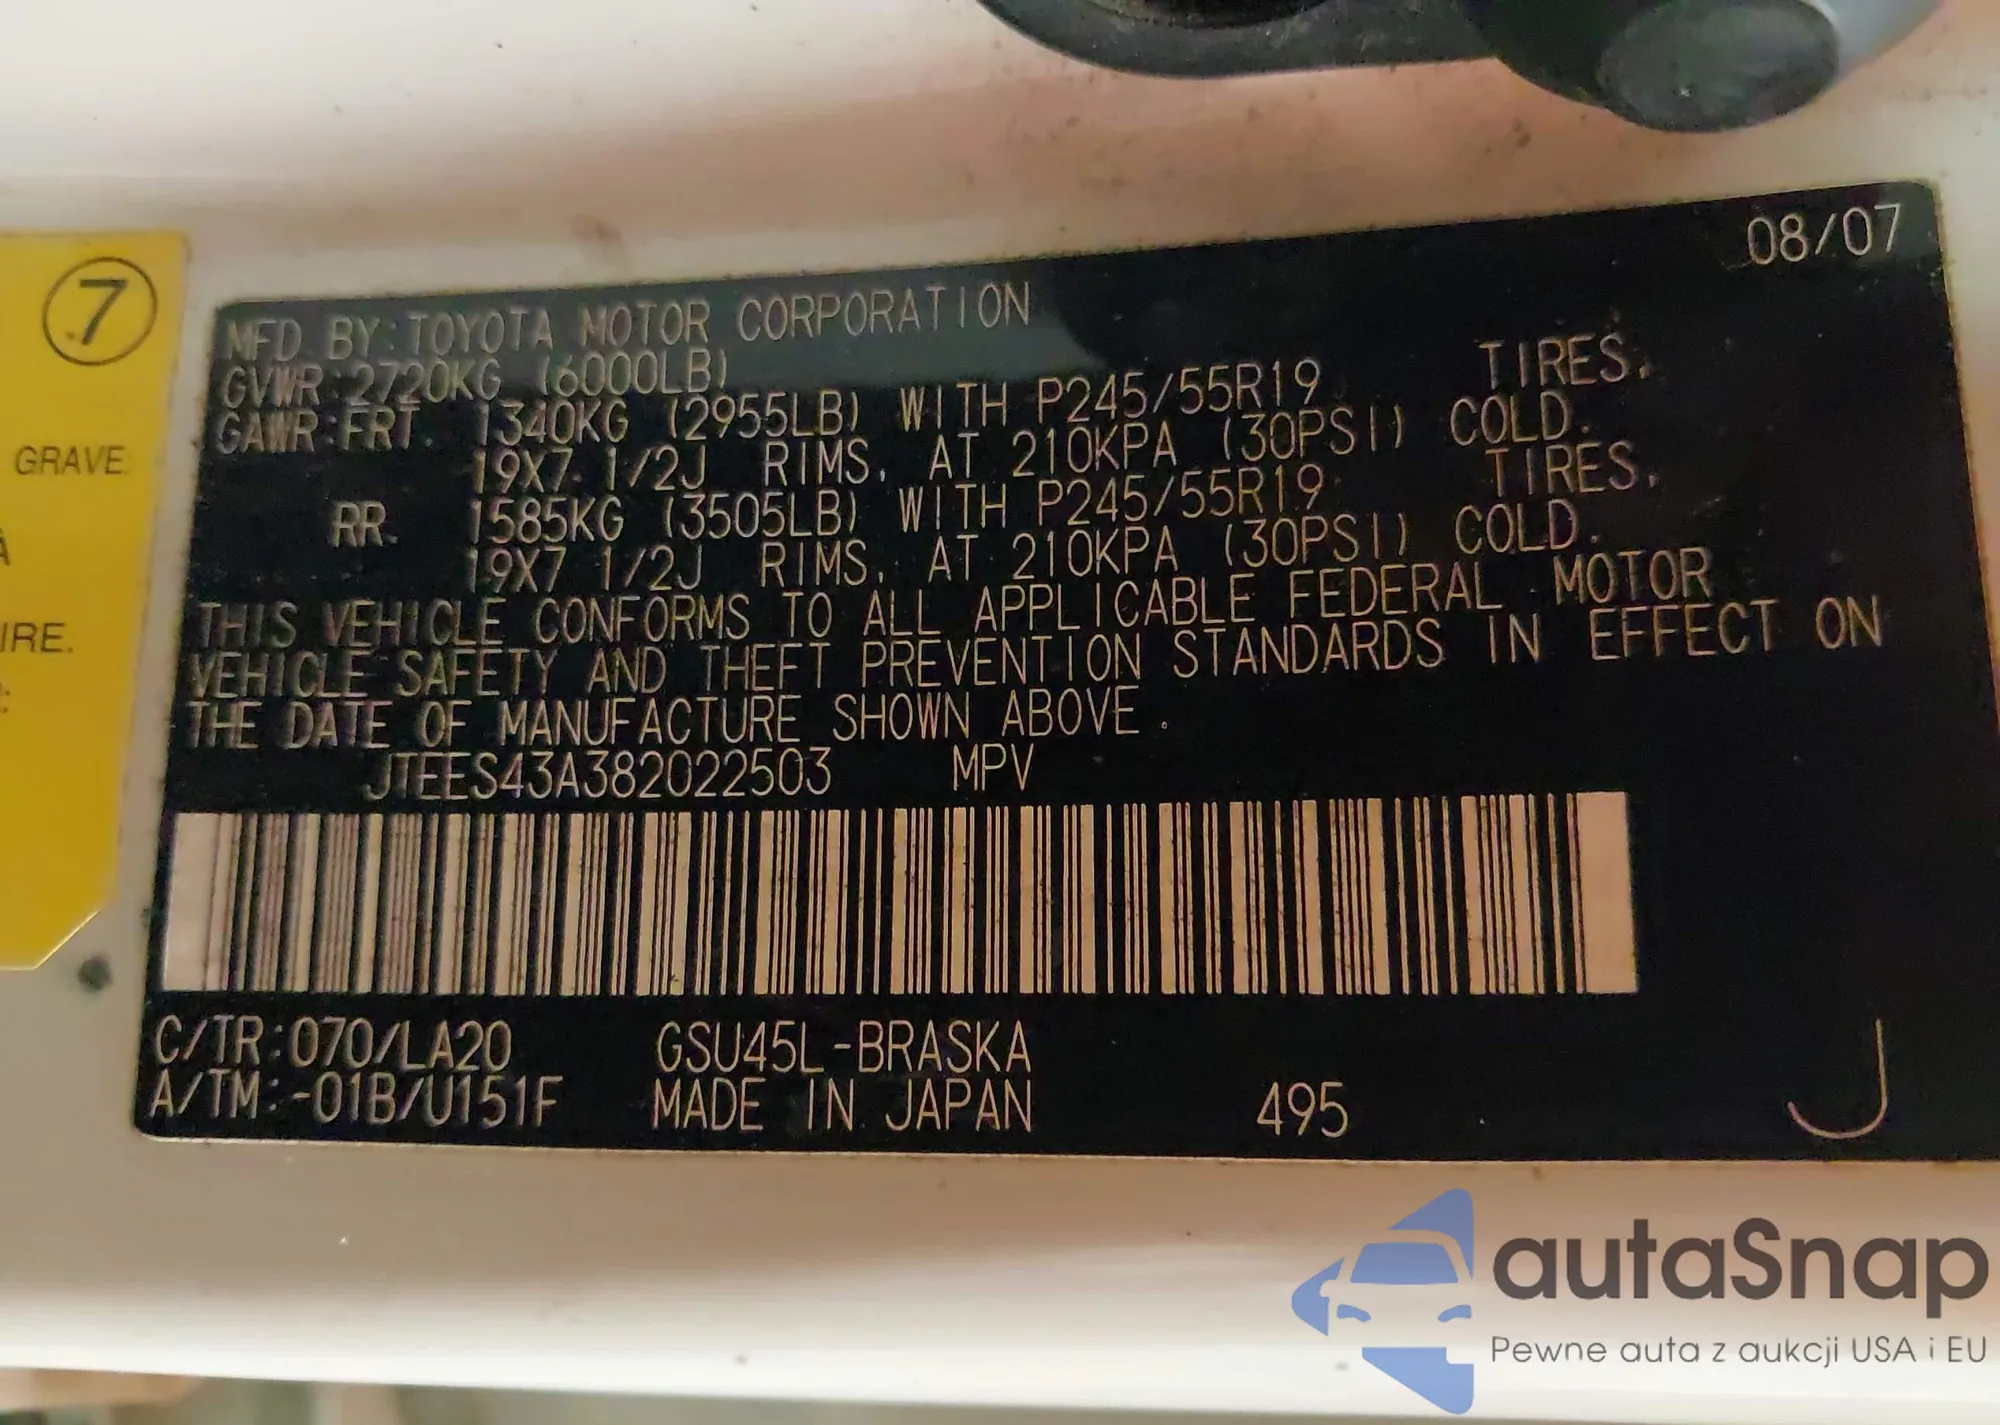 7
GRAVE
À
IRE.
08/07
MFD BY:TOYOTA MOTOR CORPORATION
GVWR:2720KG (6000LB)
GAWR:FRT. 1340KG (2955LB) WITH P245/55R19 TIRES,
19X7 1/2J RIMS, AT 210KPA (30PSI) COLD.
RR. 1585KG (3505LB) WITH P245/55R19 TIRES,
19X7 1/2J RIMS, AT 210KPA (30PSI) COLD.
THIS VEHICLE CONFORMS TO ALL APPLICABLE FEDERAL MOTOR
VEHICLE SAFETY AND THEFT PREVENTION STANDARDS IN EFFECT ON
THE DATE OF MANUFACTURE SHOWN ABOVE.
JTEES43A382022503 MPV
C/TR:070/LA20 GSU45L-BRASKA
A/TM:-01B/U151F MADE IN JAPAN 495 J
autaSnap
Pewne auta z aukcji USA i EU